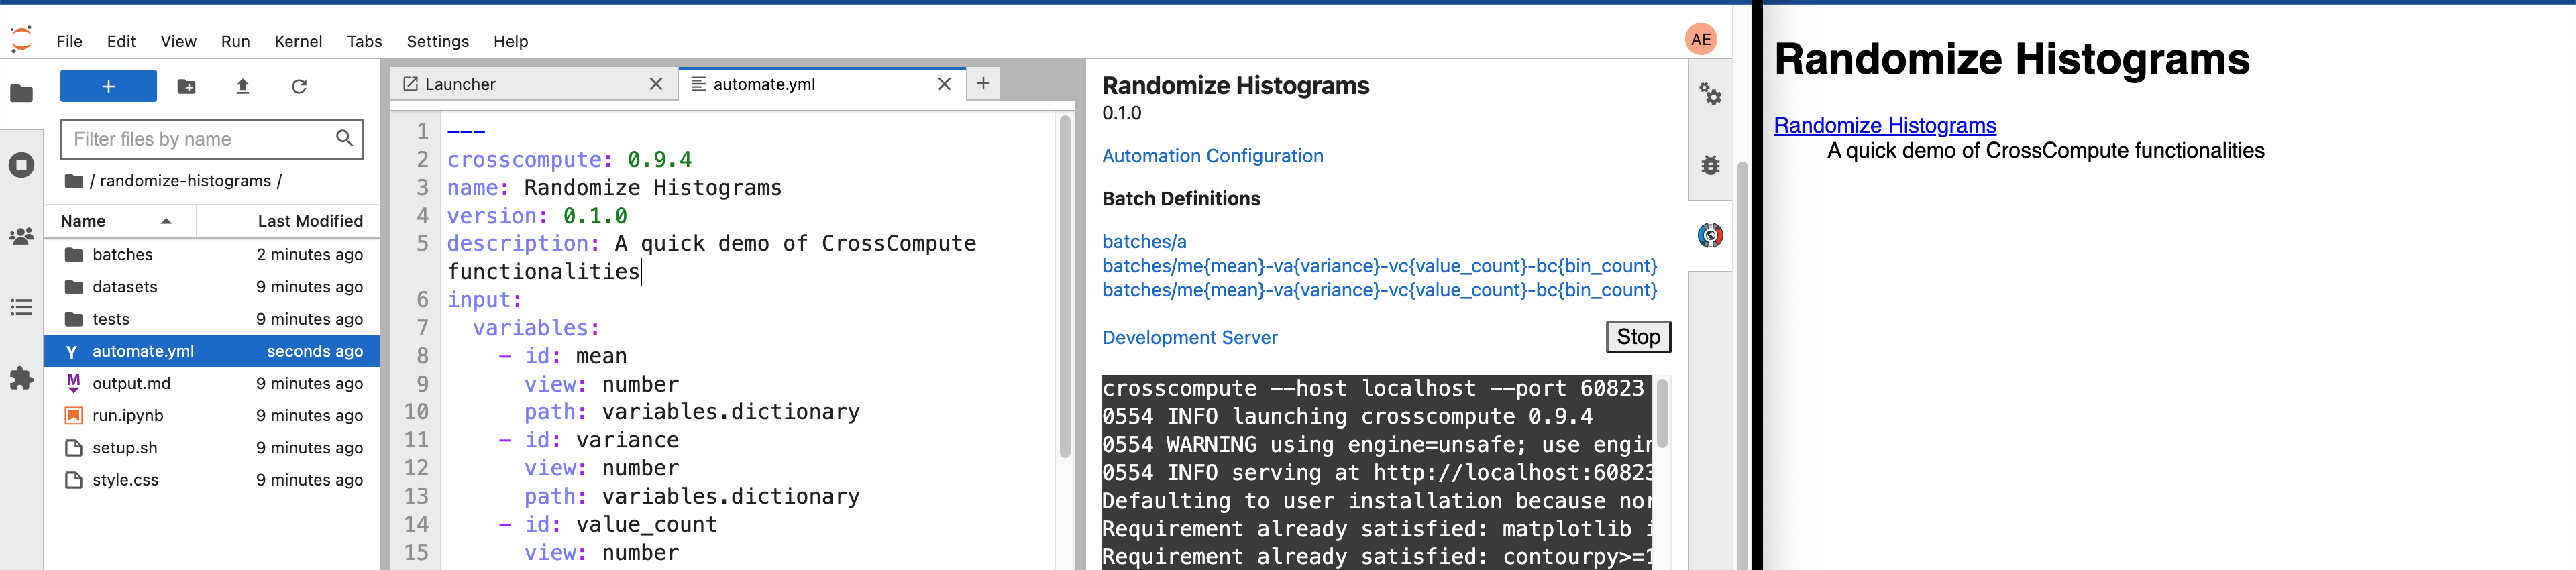 File Edit View Run Kernel Tabs Settings Help
AE
+
Filter files by name
/ randomize-histograms /
Name Last Modified
batches 2 minutes ago
datasets 9 minutes ago
tests 9 minutes ago
Y automate.yml seconds ago
M output.md 9 minutes ago
run.ipynb 9 minutes ago
setup.sh 9 minutes ago
style.css 9 minutes ago
Launcher
automate.yml
+
1 ---
2 crosscompute: 0.9.4
3 name: Randomize Histograms
4 version: 0.1.0
5 description: A quick demo of CrossCompute
functionalities
6 input:
7 variables:
8 - id: mean
9 view: number
10 path: variables.dictionary
11 - id: variance
12 view: number
13 path: variables.dictionary
14 - id: value_count
15 view: number
Randomize Histograms
0.1.0
Automation Configuration
Batch Definitions
batches/a
batches/me{mean}-va{variance}-vc{value_count}-bc{bin_count}
batches/me{mean}-va{variance}-vc{value_count}-bc{bin_count}
Development Server
Stop
crosscompute --host localhost --port 60823
0554 INFO launching crosscompute 0.9.4
0554 WARNING using engine=unsafe; use engin
0554 INFO serving at http://localhost:60823
Defaulting to user installation because nor
Requirement already satisfied: matplotlib i
Requirement already satisfied: contourpy>=1
Randomize Histograms
Randomize Histograms
A quick demo of CrossCompute functionalities